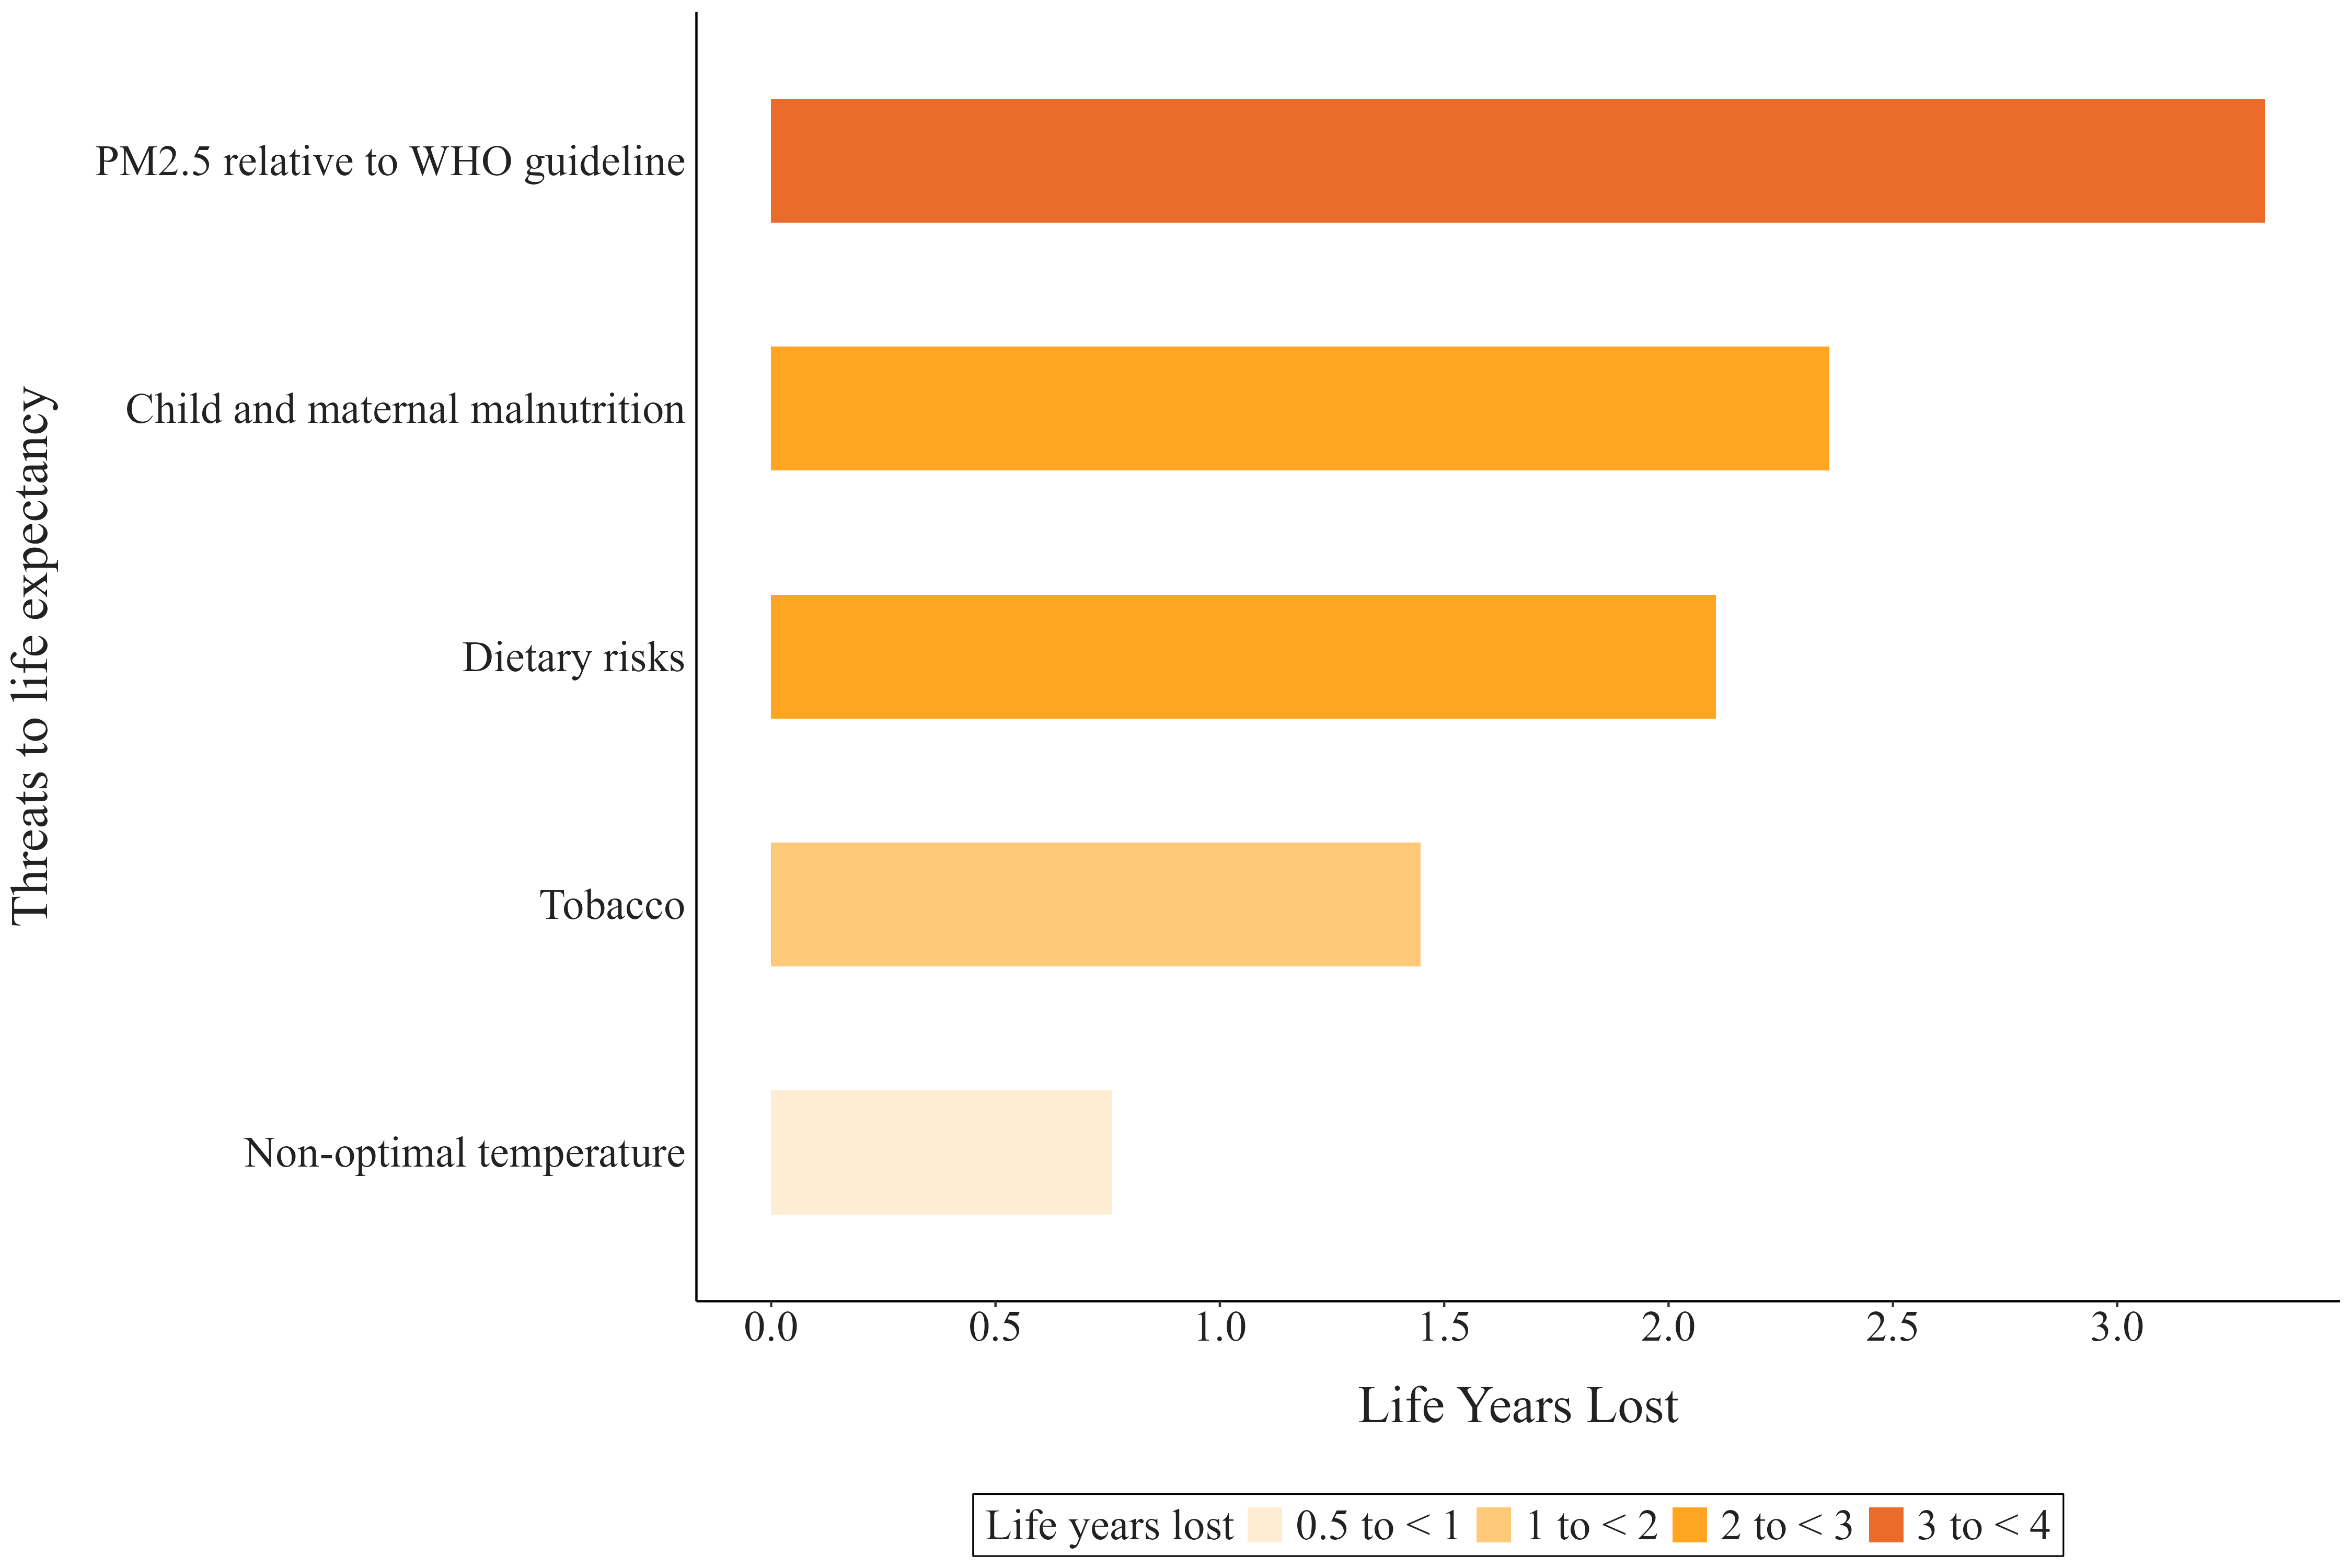 Threats to life expectancy
PM2.5 relative to WHO guideline
Child and maternal malnutrition
Dietary risks
Tobacco
Non-optimal temperature
0.0 0.5 1.0 1.5 2.0 2.5 3.0
Life Years Lost
Life years lost 0.5 to < 1 1 to < 2 2 to < 3 3 to < 4